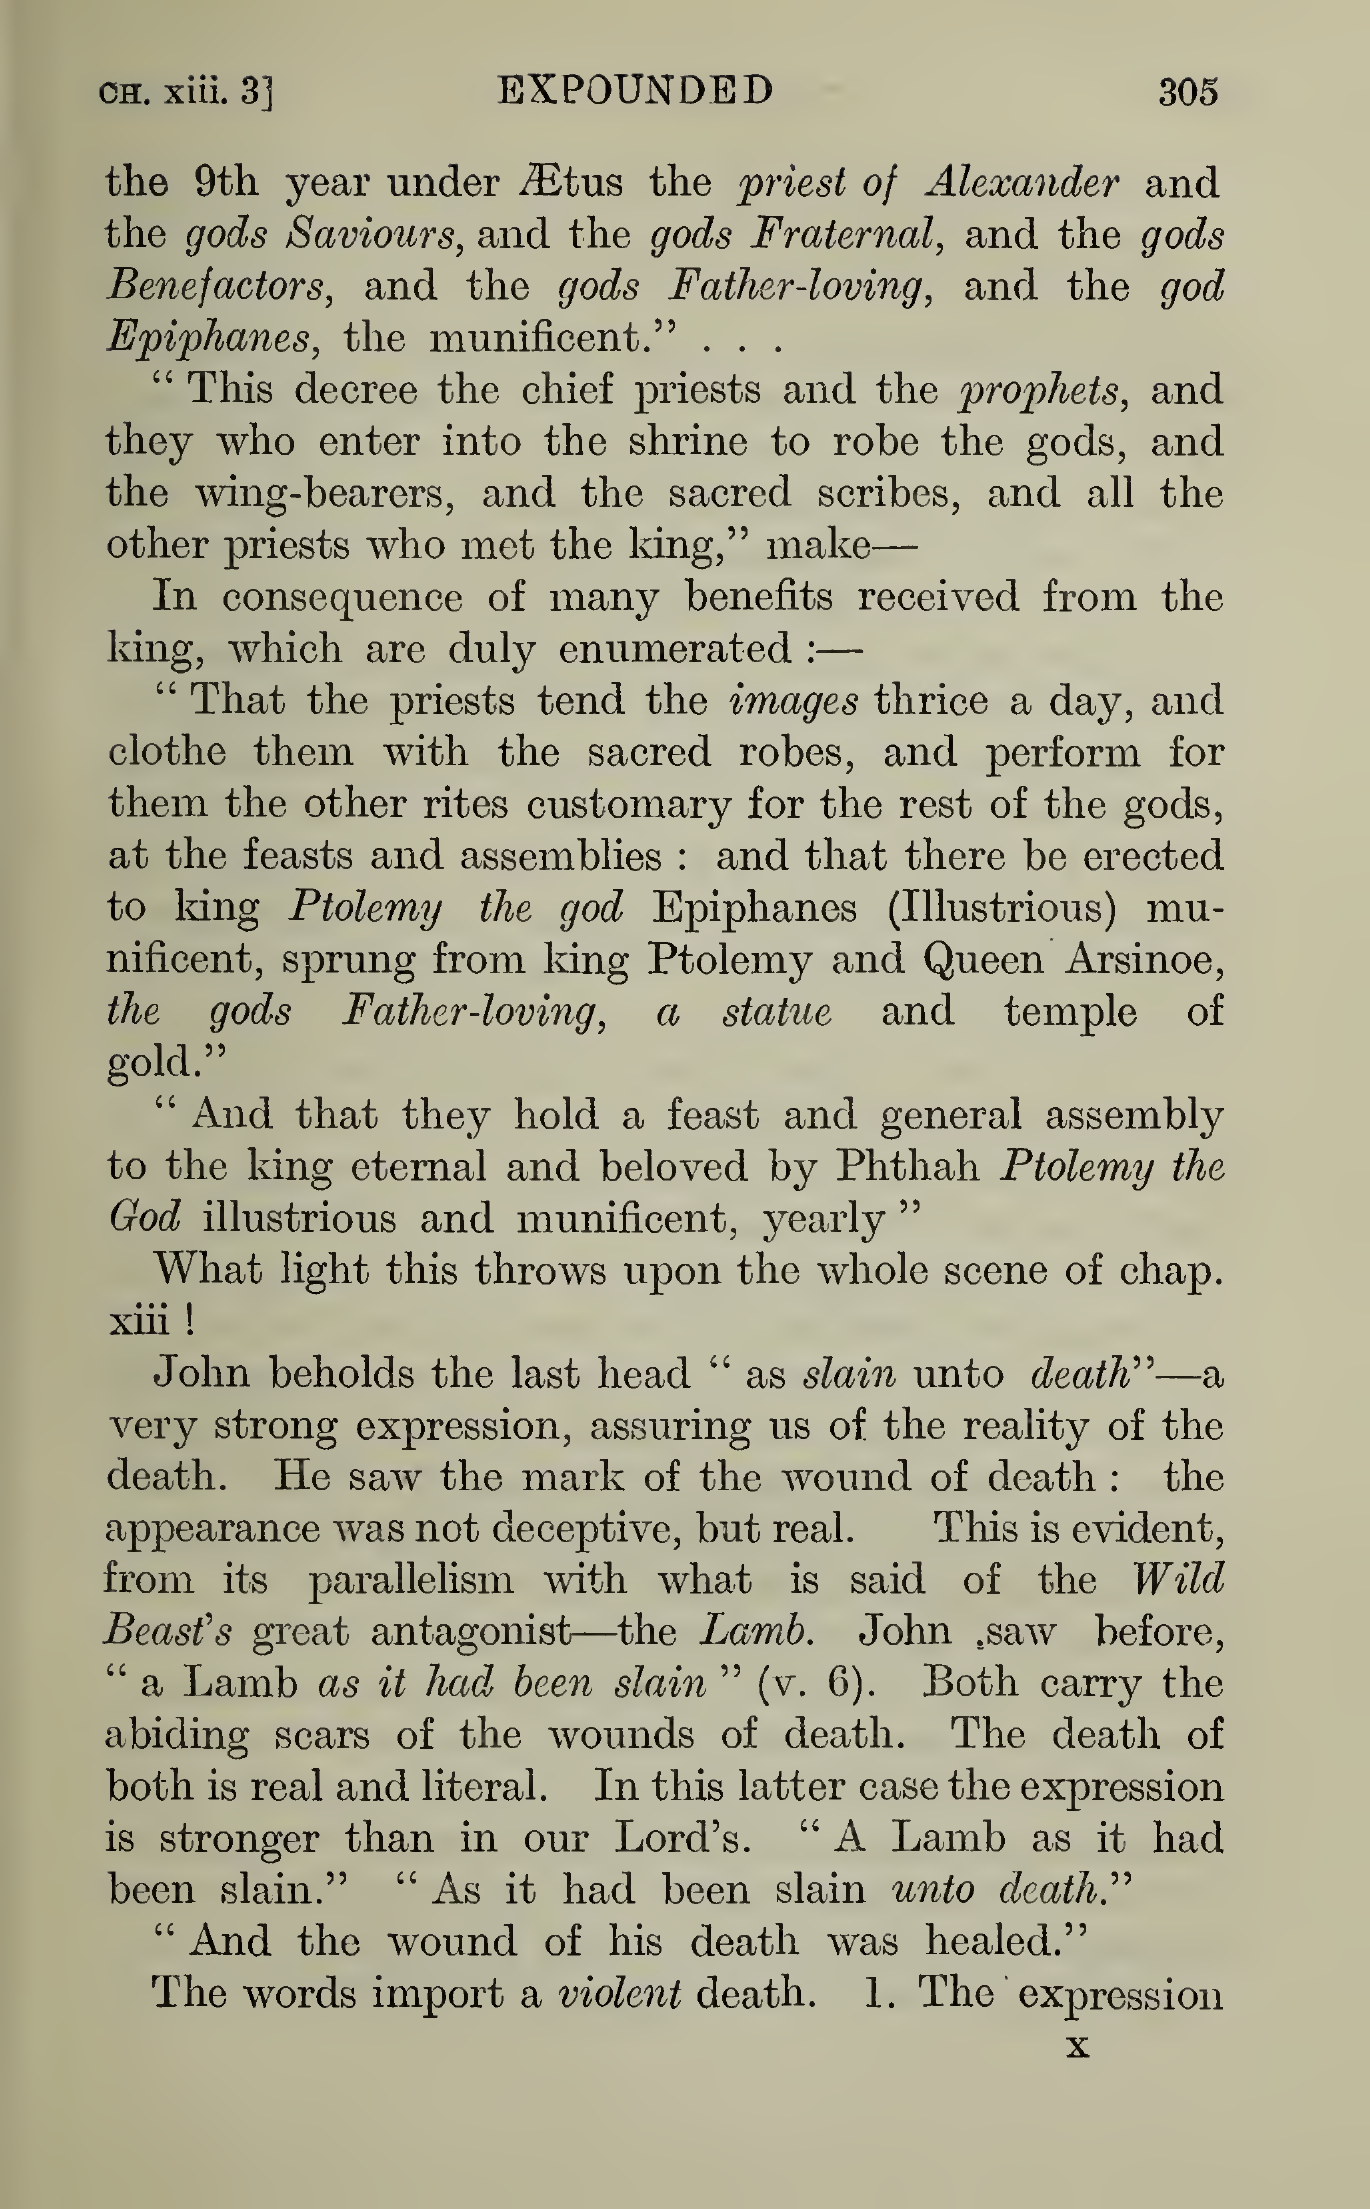 CH. xiii. 3] EXPOUNDED 305
the 9th year under Ætus the priest of Alexander and
the gods Saviours, and the gods Fraternal, and the gods
Benefactors, and the gods Father-loving, and the god
Epiphanes, the munificent.” . . .
“ This decree the chief priests and the prophets, and
they who enter into the shrine to robe the gods, and
the wing-bearers, and the sacred scribes, and all the
other priests who met the king,” make—
In consequence of many benefits received from the
king, which are duly enumerated :—
“ That the priests tend the images thrice a day, and
clothe them with the sacred robes, and perform for
them the other rites customary for the rest of the gods,
at the feasts and assemblies : and that there be erected
to king Ptolemy the god Epiphanes (Illustrious) mu-
nificent, sprung from king Ptolemy and Queen Arsinoe,
the gods Father-loving, a statue and temple of
gold.”
“ And that they hold a feast and general assembly
to the king eternal and beloved by Phthah Ptolemy the
God illustrious and munificent, yearly ”
What light this throws upon the whole scene of chap.
xiii !
John beholds the last head “ as slain unto death”—a
very strong expression, assuring us of the reality of the
death. He saw the mark of the wound of death : the
appearance was not deceptive, but real. This is evident,
from its parallelism with what is said of the Wild
Beast's great antagonist—the Lamb. John saw before,
“ a Lamb as it had been slain ” (v. 6). Both carry the
abiding scars of the wounds of death. The death of
both is real and literal. In this latter case the expression
is stronger than in our Lord’s. “ A Lamb as it had
been slain.” “ As it had been slain unto death.”
“ And the wound of his death was healed.”
The words import a violent death. 1. The expression
X